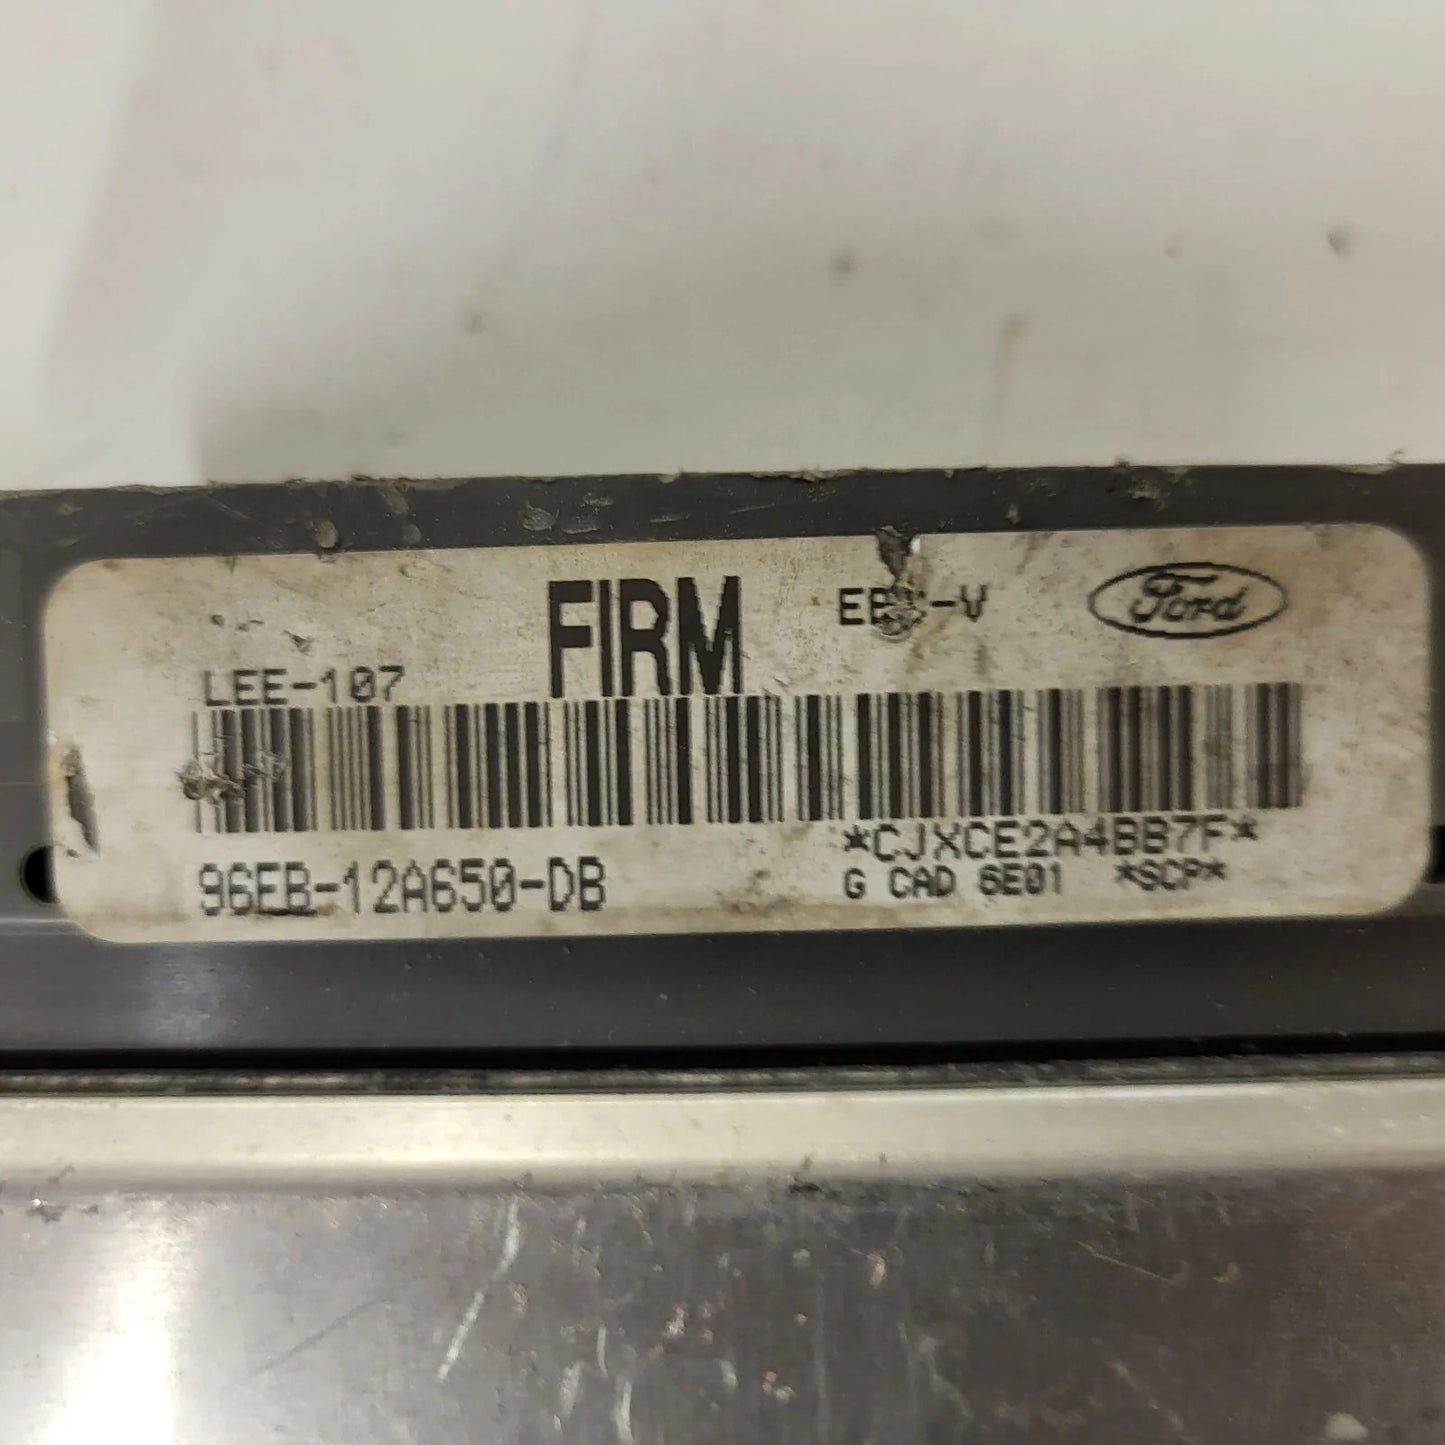 FIRM
Ford
LEE-107
*CJXCE2A4BB7F*
96EB-12A650-DB
G CAD 6E01 *SCP*